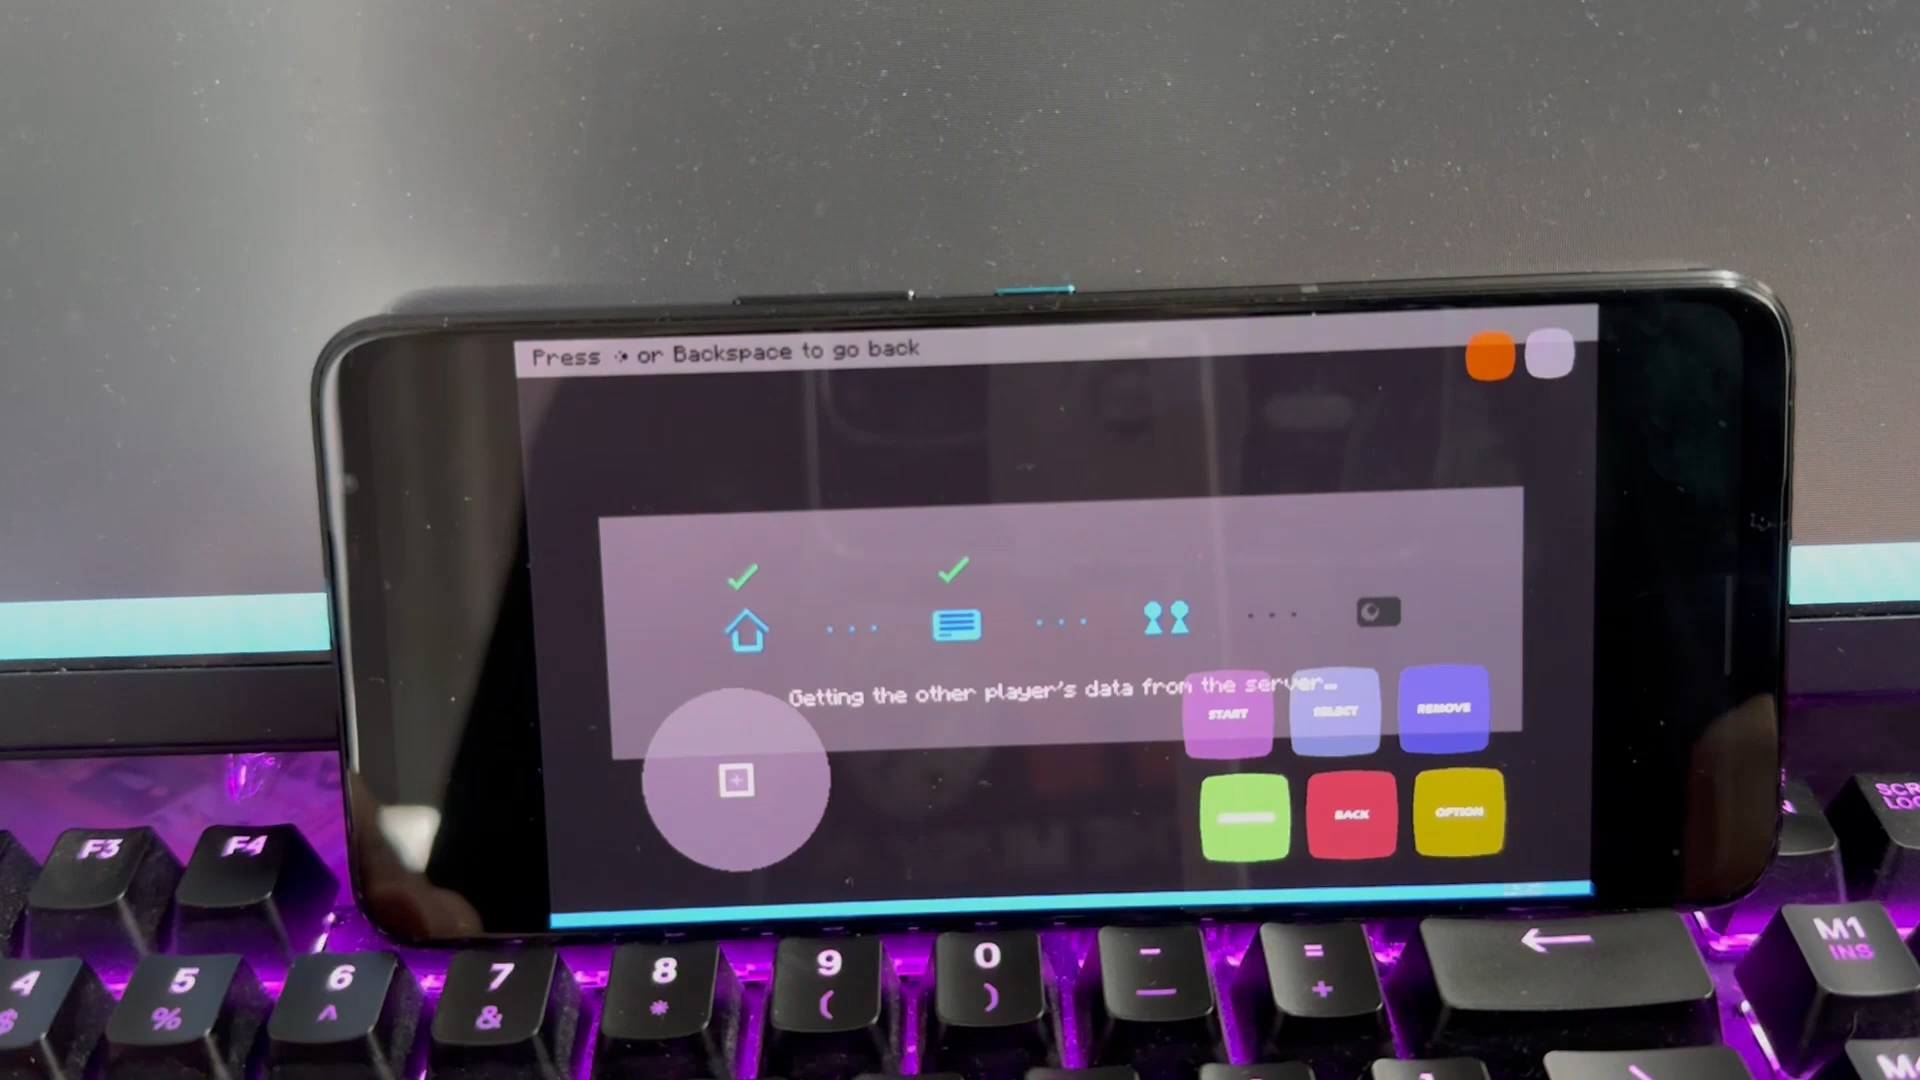 Press or Backspace to go back
Getting the other player's data from the server…
START
SELECT
REMOVE
BACK
OPTION
F3
F4
4
$
5
%
6
^
7
&
8
*
9
(
0
)
-
_
=
+
←
M1
INS